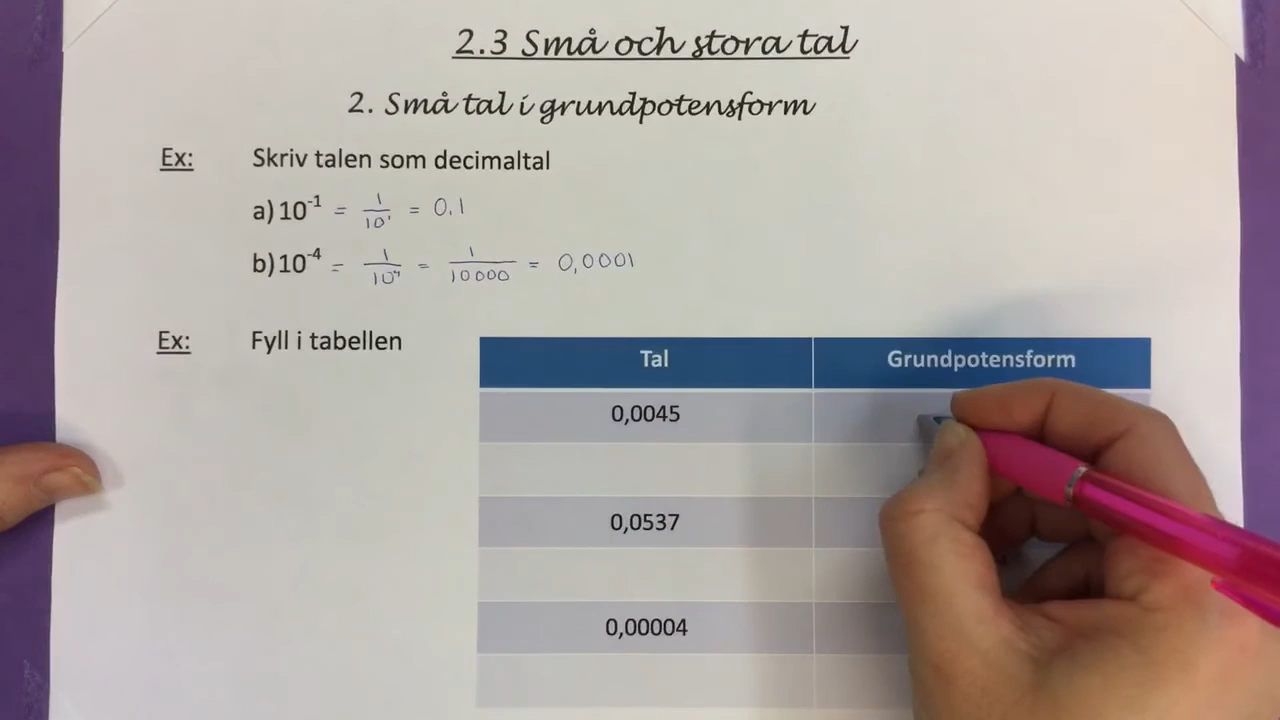 2.3 Små och stora tal
2. Små tal i grundpotensform
Ex: Skriv talen som decimaltal
a) 10⁻¹ = 1/10¹ = 0,1
b) 10⁻⁴ = 1/10⁴ = 1/10000 = 0,0001
Ex: Fyll i tabellen
Tal Grundpotensform
0,0045
0,0537
0,00004